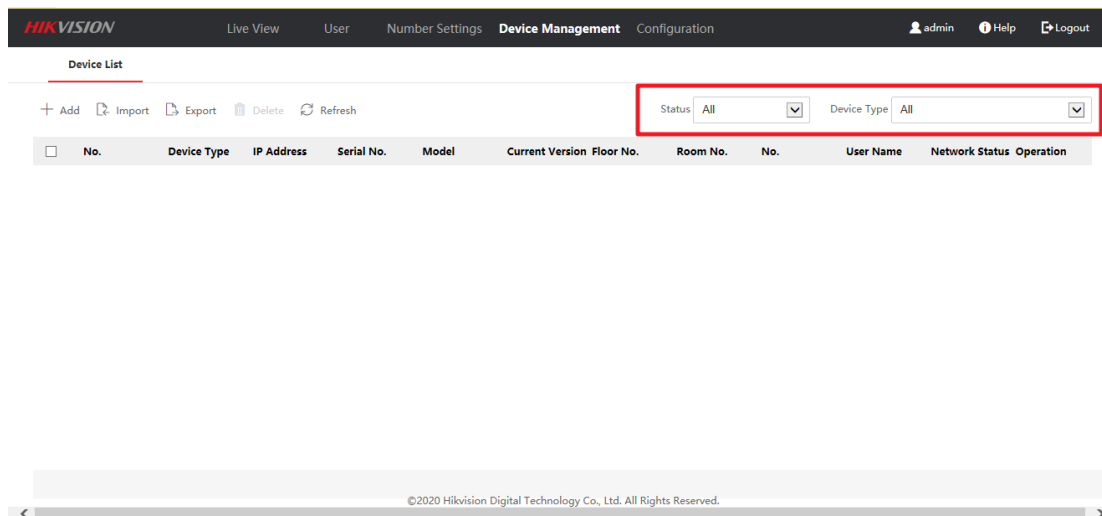 HIKVISION Live View User Number Settings Device Management Configuration admin Help Logout
Device List
Add Import Export Delete Refresh Status All Device Type All
No. Device Type IP Address Serial No. Model Current Version Floor No. Room No. No. User Name Network Status Operation
©2020 Hikvision Digital Technology Co., Ltd. All Rights Reserved.